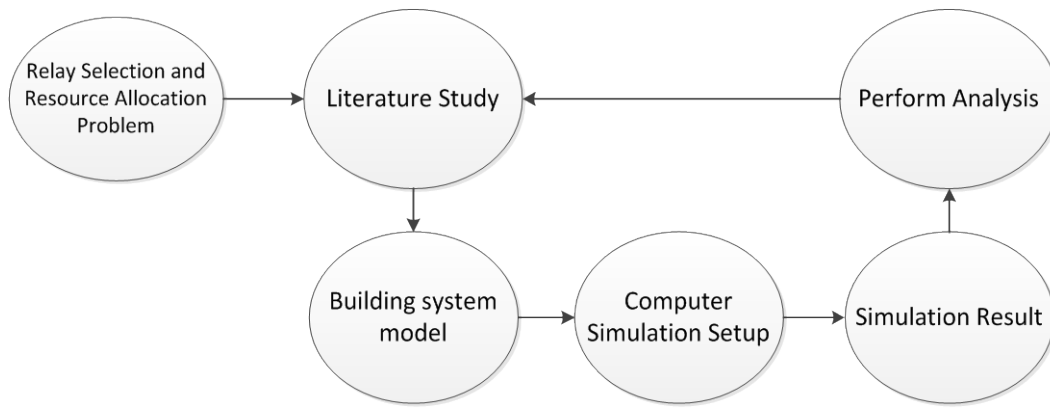 Relay Selection and
Resource Allocation
Problem
Literature Study
Perform Analysis
Building system
model
Computer
Simulation Setup
Simulation Result